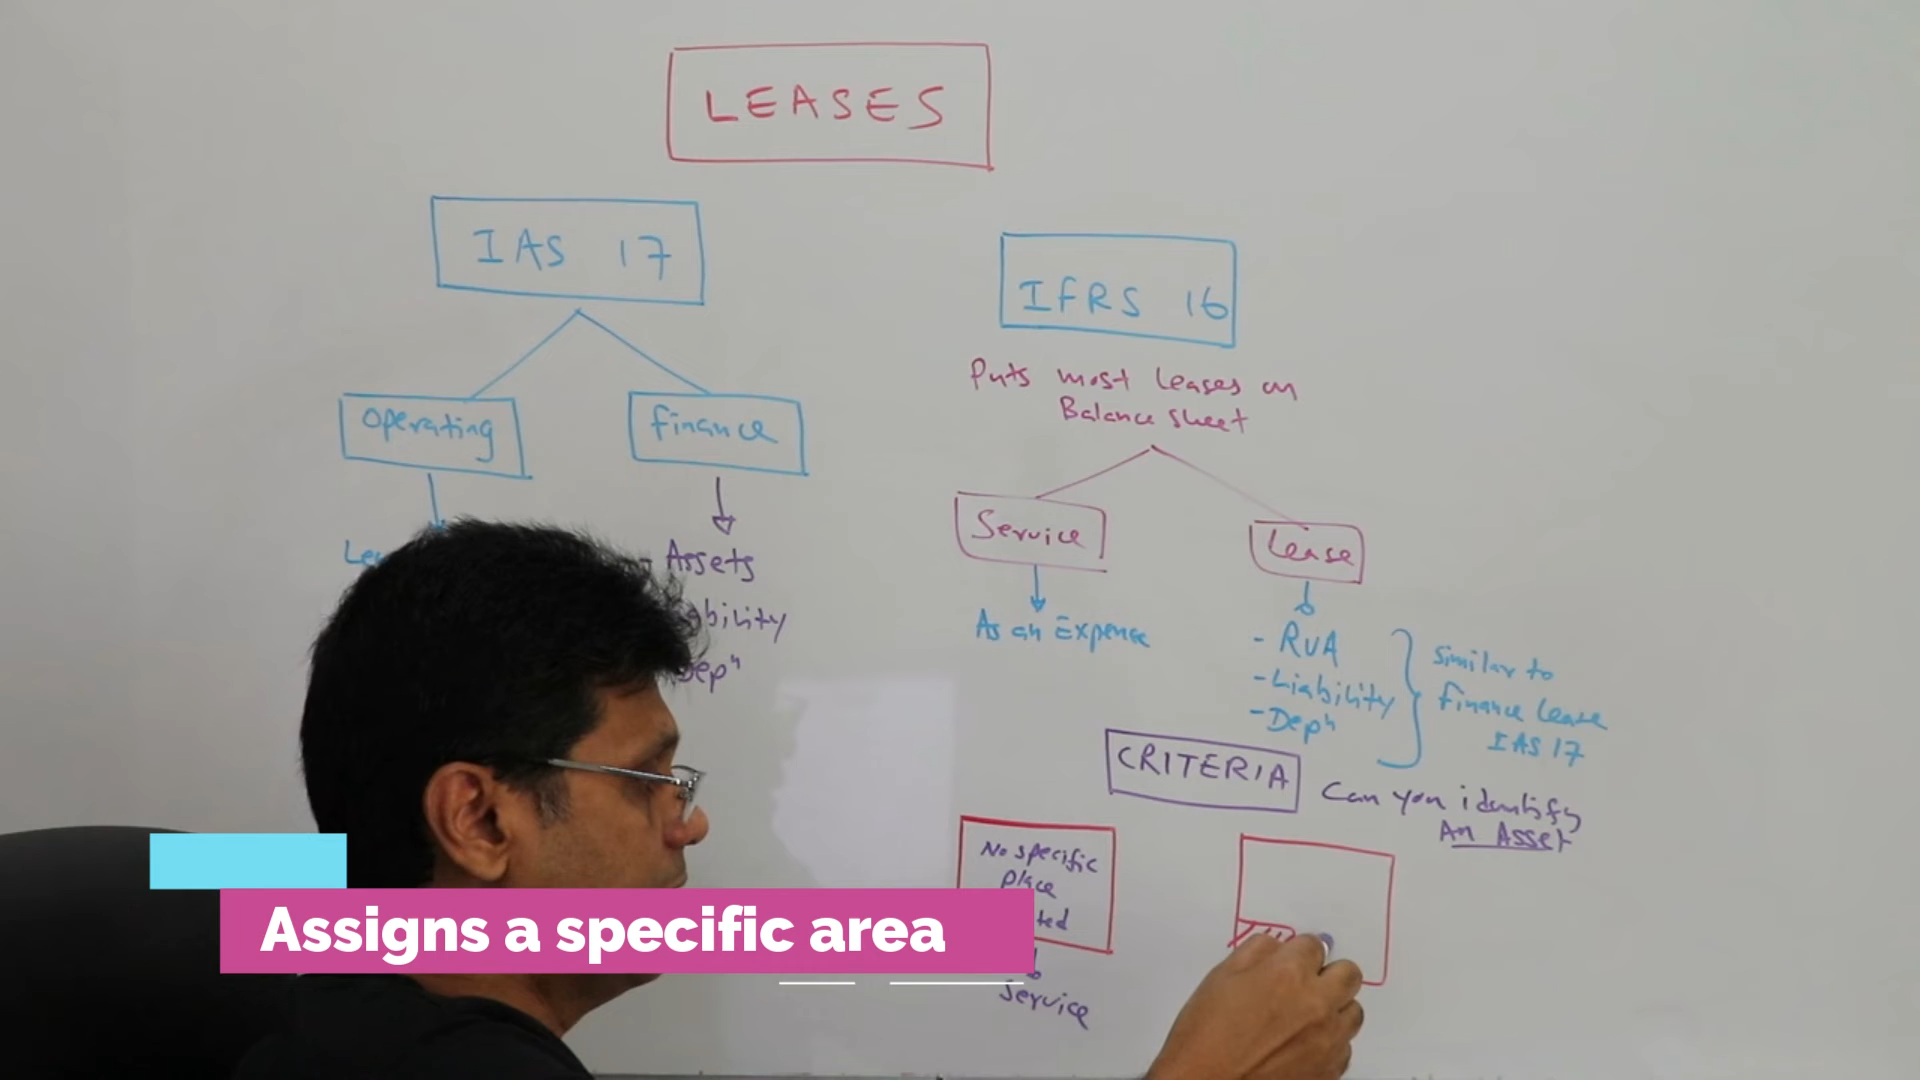 LEASES
IAS 17
IFRS 16
Puts most Leases on
Balance sheet
operating
finance
Service
Lease
- Assets
As an Expense
- RUA
- Liability
- Depⁿ
Similar to
finance lease
IAS 17
CRITERIA
Can you identify
An Asset
No specific
place
Service
Assigns a specific area